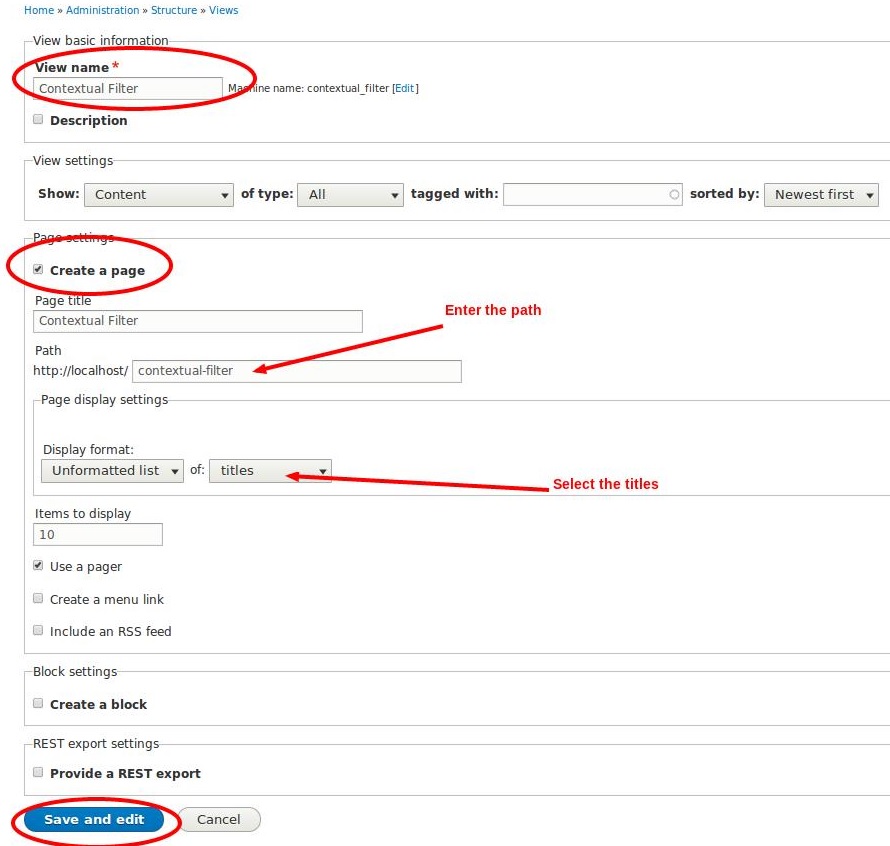 Home » Administration » Structure » Views
View basic information
View name *
Contextual Filter Machine name: contextual_filter [Edit]
Description
View settings
Show: Content of type: All tagged with: sorted by: Newest first
Page settings
Create a page
Page title
Contextual Filter
Enter the path
Path
http://localhost/ contextual-filter
Page display settings
Display format:
Unformatted list of: titles
Select the titles
Items to display
10
Use a pager
Create a menu link
Include an RSS feed
Block settings
Create a block
REST export settings
Provide a REST export
Save and edit Cancel